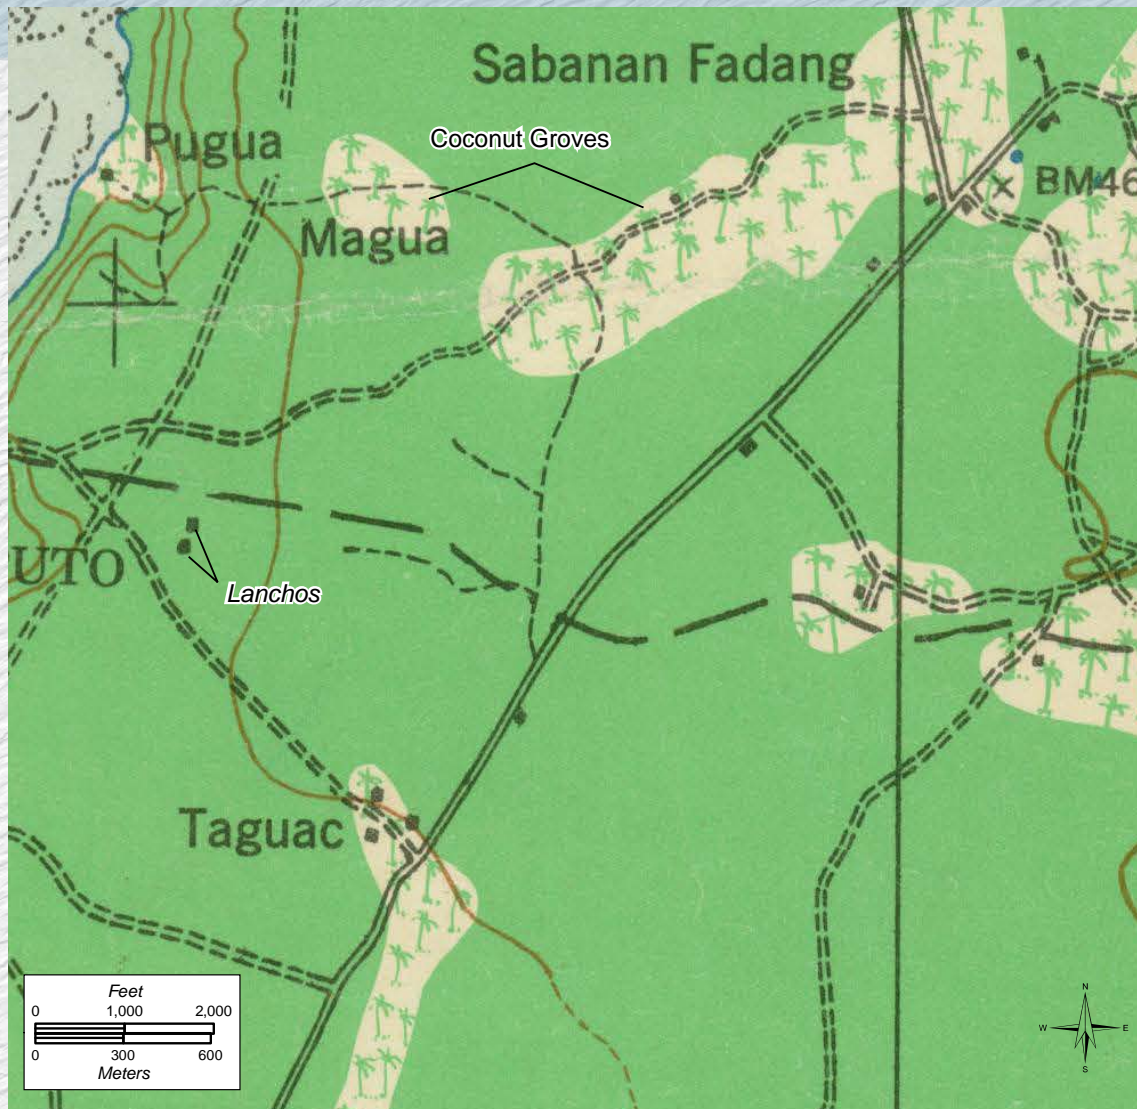 Sabanan Fadang
Pugua
Coconut Groves
BM46
Magua
UTO
Lanchos
Taguac
Feet
0 1,000 2,000
0 300 600
Meters
N
W E
S